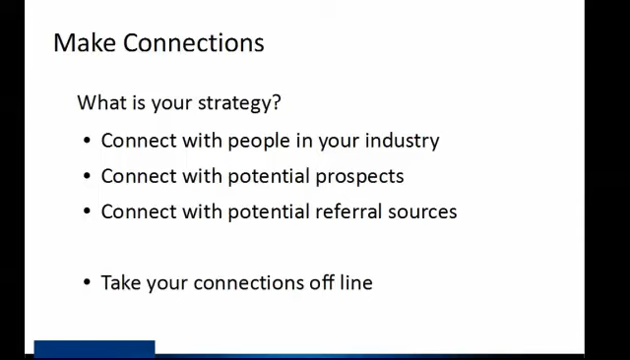 Make Connections
What is your strategy?
• Connect with people in your industry
• Connect with potential prospects
• Connect with potential referral sources
• Take your connections off line